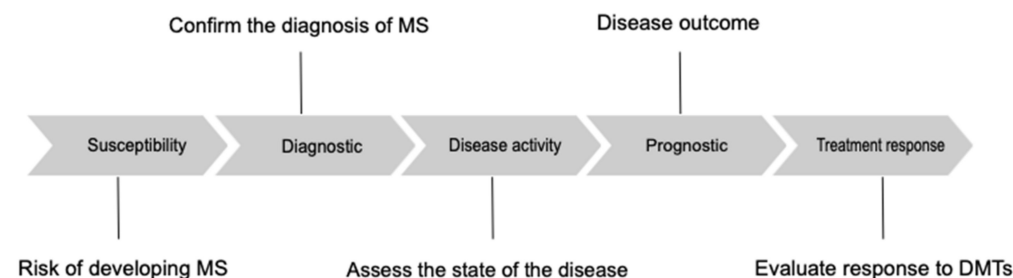 Confirm the diagnosis of MS
Disease outcome
Susceptibility
Diagnostic
Disease activity
Prognostic
Treatment response
Risk of developing MS
Assess the state of the disease
Evaluate response to DMTs